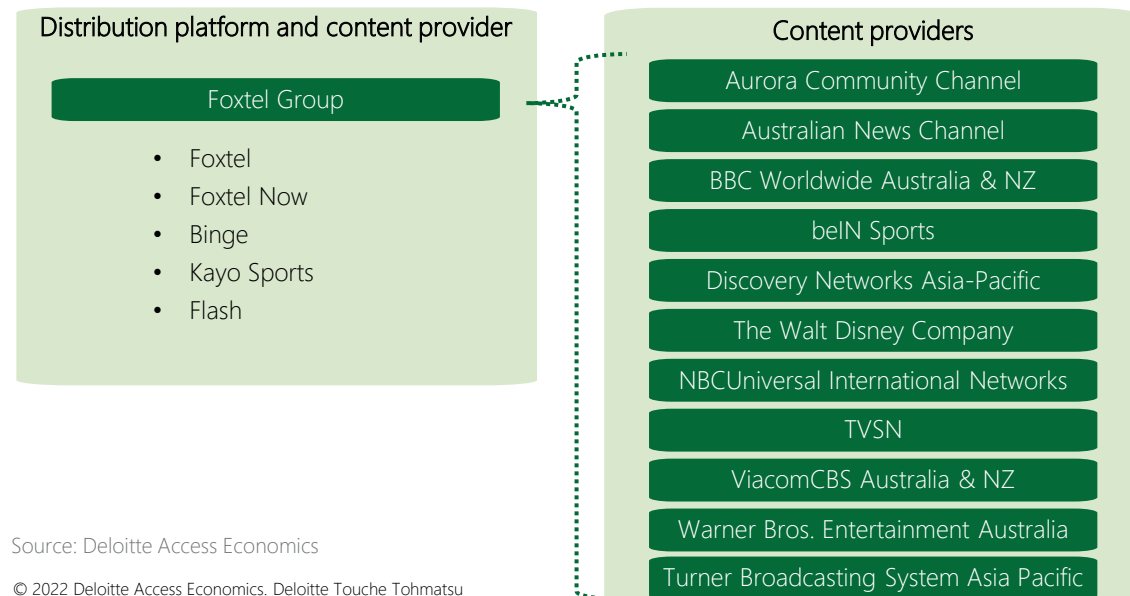 Distribution platform and content provider
Foxtel Group
• Foxtel
• Foxtel Now
• Binge
• Kayo Sports
• Flash
Content providers
Aurora Community Channel
Australian News Channel
BBC Worldwide Australia & NZ
beIN Sports
Discovery Networks Asia-Pacific
The Walt Disney Company
NBCUniversal International Networks
TVSN
ViacomCBS Australia & NZ
Warner Bros. Entertainment Australia
Turner Broadcasting System Asia Pacific
Source: Deloitte Access Economics
© 2022 Deloitte Access Economics. Deloitte Touche Tohmatsu